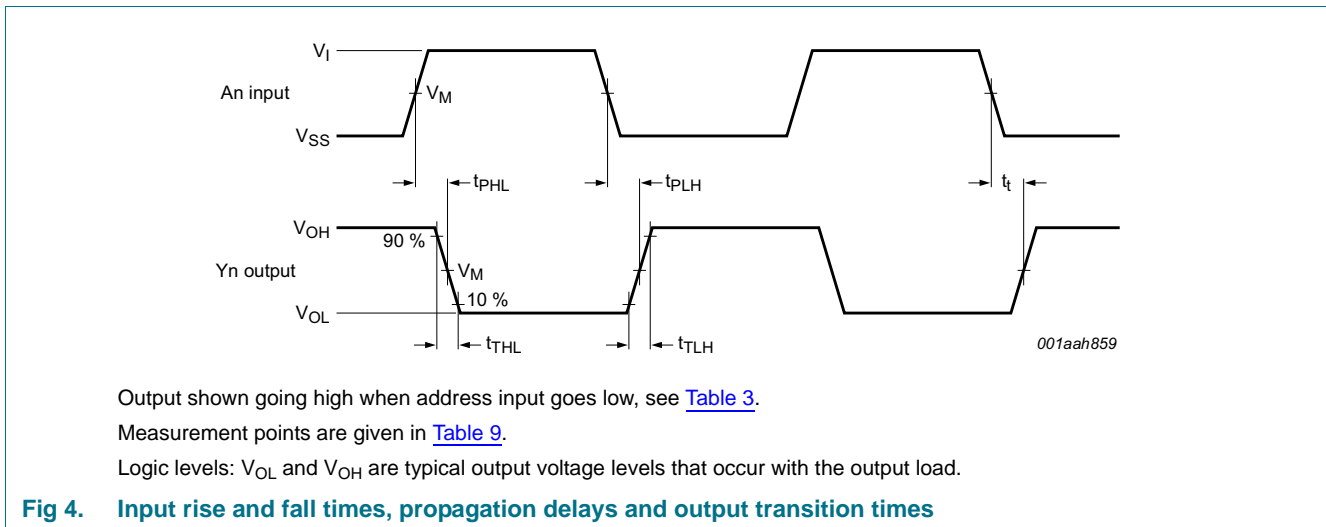 VI
An input
VM
VSS
tPHL
tPLH
tt
VOH
90 %
Yn output
VM
10 %
VOL
tTHL
tTLH
001aah859
Output shown going high when address input goes low, see Table 3.
Measurement points are given in Table 9.
Logic levels: VOL and VOH are typical output voltage levels that occur with the output load.
Fig 4. Input rise and fall times, propagation delays and output transition times